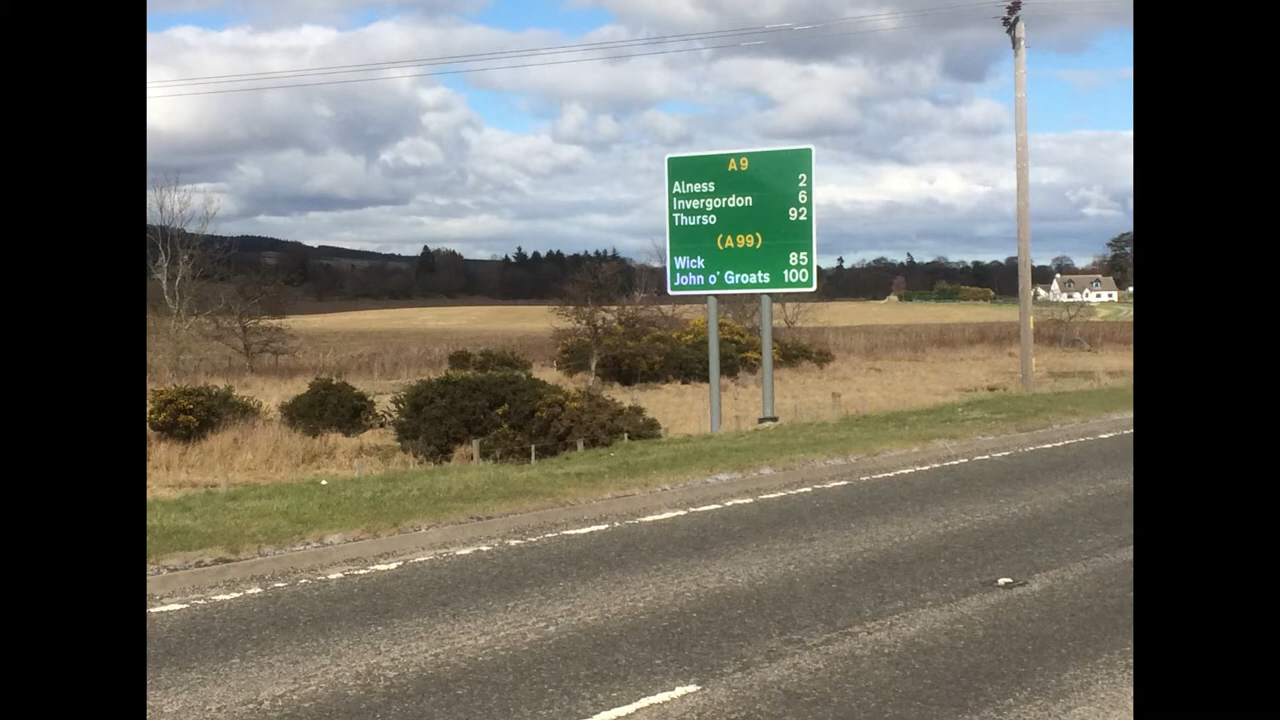 A9
Alness 2
Invergordon 6
Thurso 92
(A99)
Wick 85
John o' Groats 100